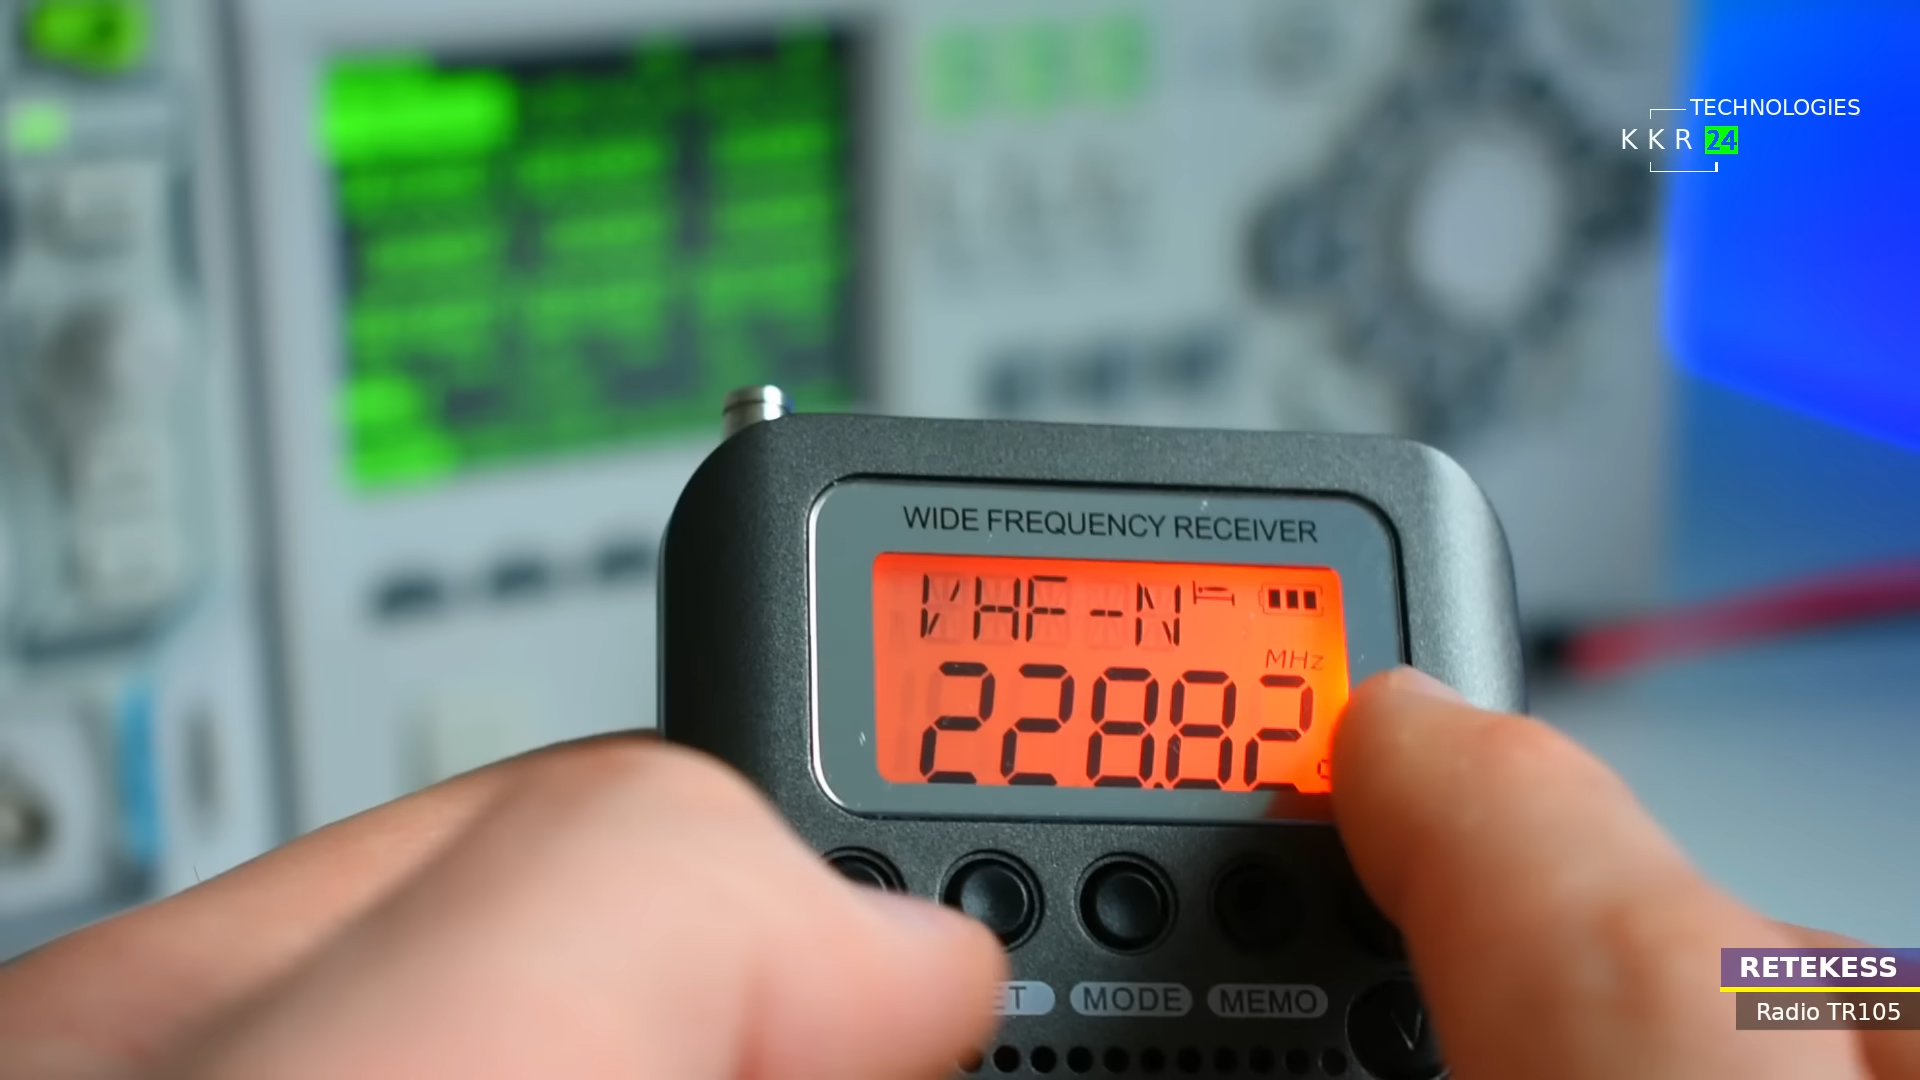 TECHNOLOGIES
KKR 24
WIDE FREQUENCY RECEIVER
VHF-N
MHz
228.82
MODE MEMO
RETEKESS
Radio TR105